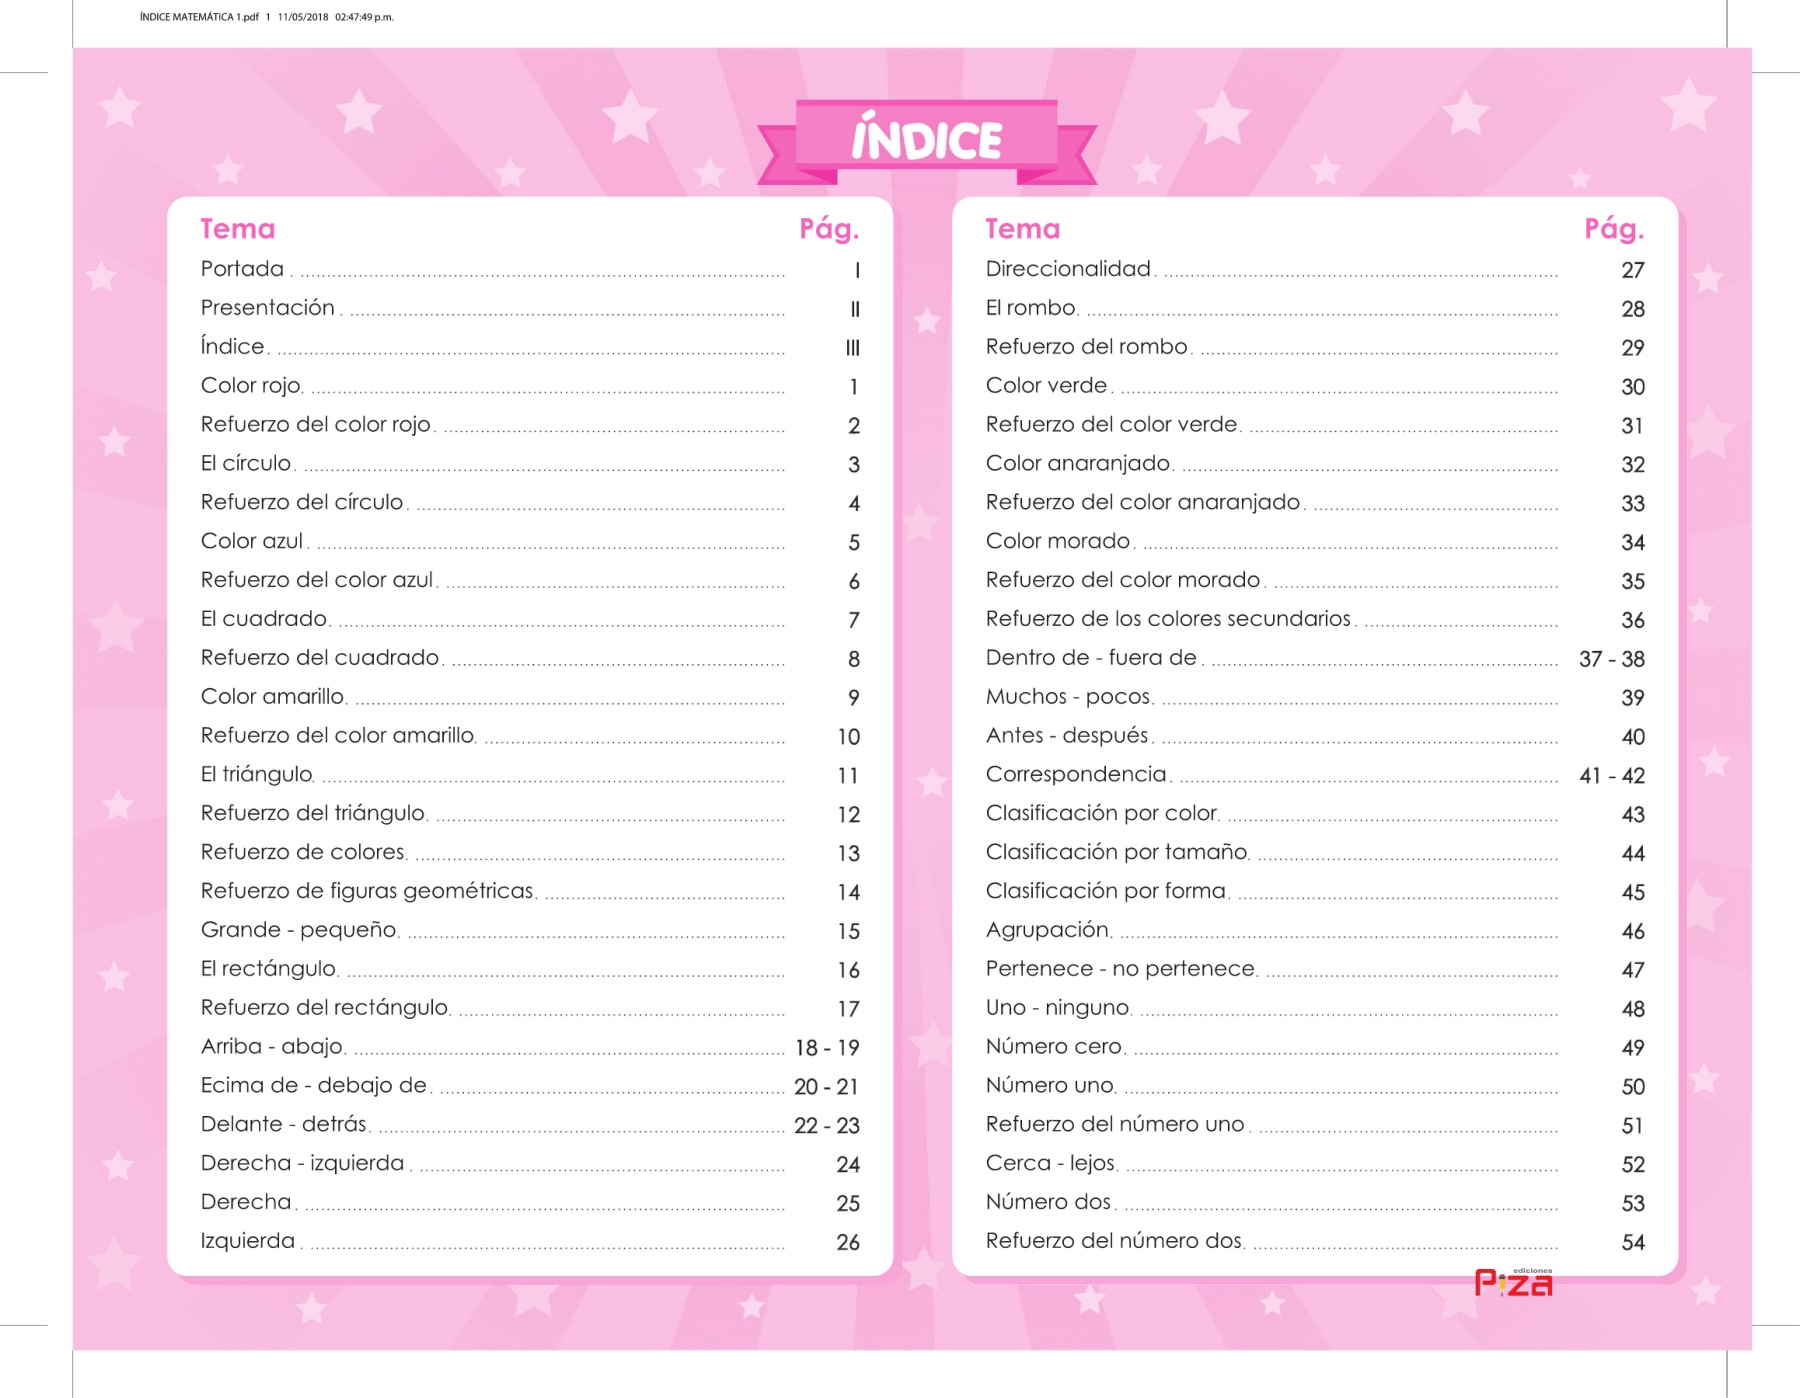 ÍNDICE MATEMÁTICA 1.pdf 1 11/05/2018 02:47:49 p.m.
ÍNDICE
Tema Pág.
Portada I
Presentación II
Índice III
Color rojo 1
Refuerzo del color rojo 2
El círculo 3
Refuerzo del círculo 4
Color azul 5
Refuerzo del color azul 6
El cuadrado 7
Refuerzo del cuadrado 8
Color amarillo 9
Refuerzo del color amarillo 10
El triángulo 11
Refuerzo del triángulo 12
Refuerzo de colores 13
Refuerzo de figuras geométricas 14
Grande - pequeño 15
El rectángulo 16
Refuerzo del rectángulo 17
Arriba - abajo 18 - 19
Ecima de - debajo de 20 - 21
Delante - detrás 22 - 23
Derecha - izquierda 24
Derecha 25
Izquierda 26
Tema Pág.
Direccionalidad 27
El rombo 28
Refuerzo del rombo 29
Color verde 30
Refuerzo del color verde 31
Color anaranjado 32
Refuerzo del color anaranjado 33
Color morado 34
Refuerzo del color morado 35
Refuerzo de los colores secundarios 36
Dentro de - fuera de 37 - 38
Muchos - pocos 39
Antes - después 40
Correspondencia 41 - 42
Clasificación por color 43
Clasificación por tamaño 44
Clasificación por forma 45
Agrupación 46
Pertenece - no pertenece 47
Uno - ninguno 48
Número cero 49
Número uno 50
Refuerzo del número uno 51
Cerca - lejos 52
Número dos 53
Refuerzo del número dos 54
ediciones
Piza